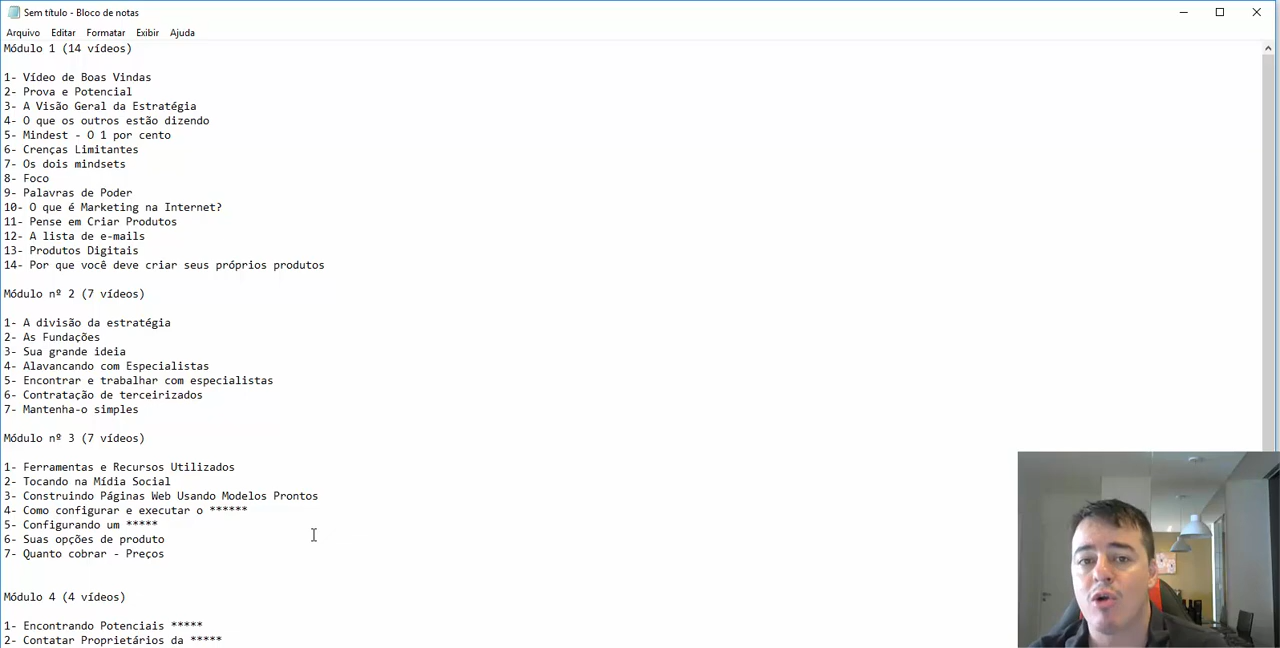 Sem título - Bloco de notas
Arquivo Editar Formatar Exibir Ajuda
Módulo 1 (14 vídeos)
1- Vídeo de Boas Vindas
2- Prova e Potencial
3- A Visão Geral da Estratégia
4- O que os outros estão dizendo
5- Mindest - O 1 por cento
6- Crenças Limitantes
7- Os dois mindsets
8- Foco
9- Palavras de Poder
10- O que é Marketing na Internet?
11- Pense em Criar Produtos
12- A lista de e-mails
13- Produtos Digitais
14- Por que você deve criar seus próprios produtos
Módulo nº 2 (7 vídeos)
1- A divisão da estratégia
2- As Fundações
3- Sua grande ideia
4- Alavancando com Especialistas
5- Encontrar e trabalhar com especialistas
6- Contratação de terceirizados
7- Mantenha-o simples
Módulo nº 3 (7 vídeos)
1- Ferramentas e Recursos Utilizados
2- Tocando na Mídia Social
3- Construindo Páginas Web Usando Modelos Prontos
4- Como configurar e executar o ******
5- Configurando um *****
6- Suas opções de produto
7- Quanto cobrar - Preços
Módulo 4 (4 vídeos)
1- Encontrando Potenciais *****
2- Contatar Proprietários da *****